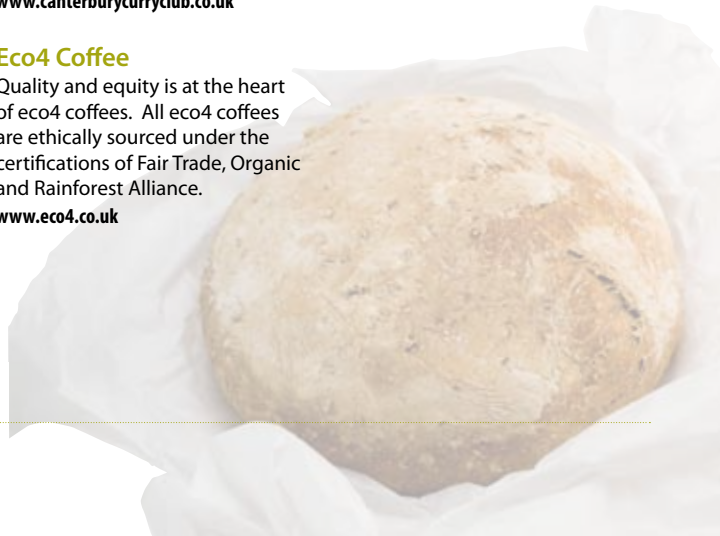 www.canterburycurryclub.co.uk
Eco4 Coffee
Quality and equity is at the heart
of eco4 coffees.  All eco4 coffees
are ethically sourced under the
certifications of Fair Trade, Organic
and Rainforest Alliance.
www.eco4.co.uk